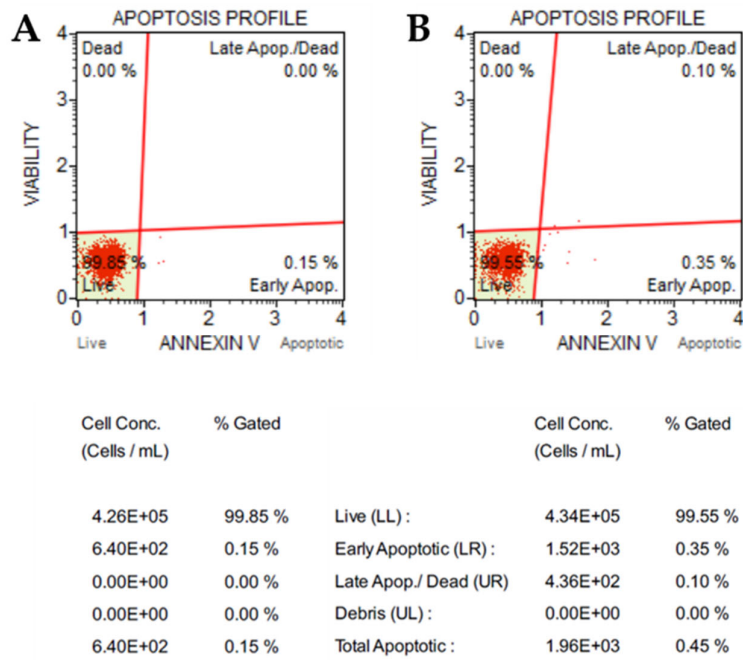 A
APOPTOSIS PROFILE
4
3
2
1
0
VIABILITY
Dead
0.00 %
Late Apop./Dead
0.00 %
99.85 %
Live
0.15 %
Early Apop.
0 1 2 3 4
Live ANNEXIN V Apoptotic
B
APOPTOSIS PROFILE
4
3
2
1
0
VIABILITY
Dead
0.00 %
Late Apop./Dead
0.10 %
99.55 %
Live
0.35 %
Early Apop.
0 1 2 3 4
Live ANNEXIN V Apoptotic
Cell Conc. % Gated Cell Conc. % Gated
(Cells / mL) (Cells / mL)
4.26E+05 99.85 % Live (LL) : 4.34E+05 99.55 %
6.40E+02 0.15 % Early Apoptotic (LR) : 1.52E+03 0.35 %
0.00E+00 0.00 % Late Apop./ Dead (UR) 4.36E+02 0.10 %
0.00E+00 0.00 % Debris (UL) : 0.00E+00 0.00 %
6.40E+02 0.15 % Total Apoptotic : 1.96E+03 0.45 %